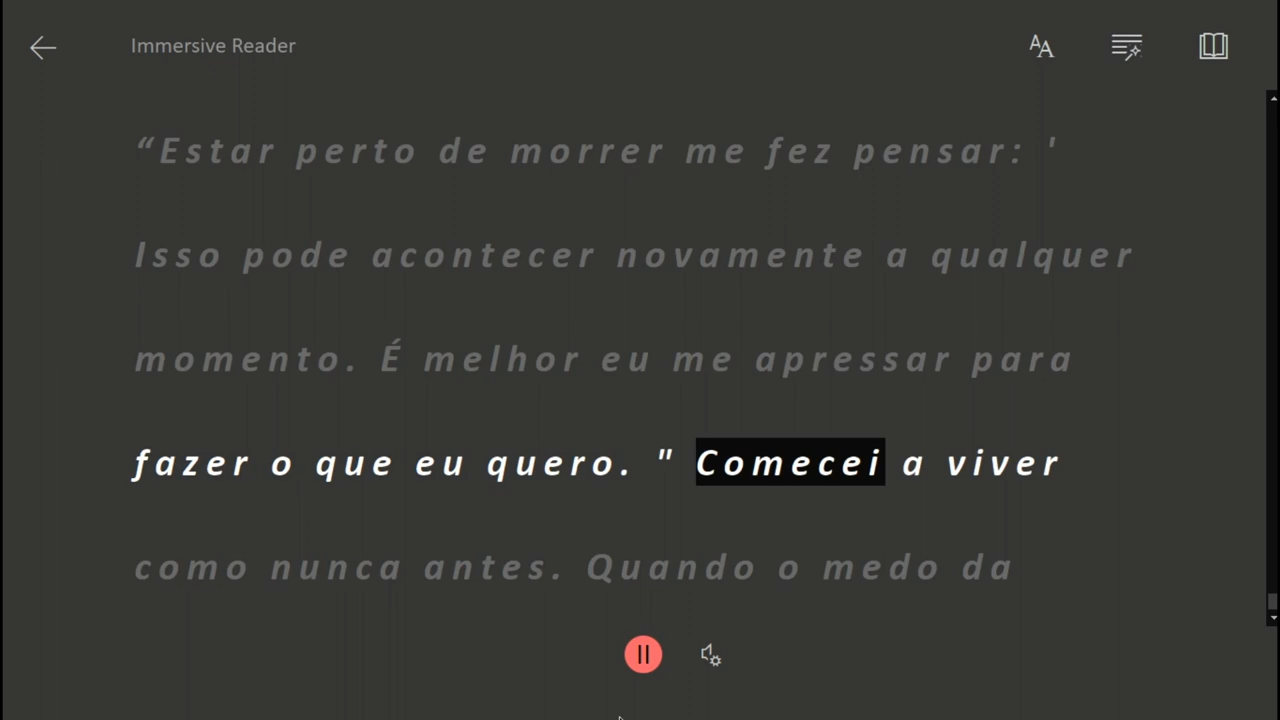 Immersive Reader
“Estar perto de morrer me fez pensar: '
Isso pode acontecer novamente a qualquer
momento. É melhor eu me apressar para
fazer o que eu quero. " Comecei a viver
como nunca antes. Quando o medo da